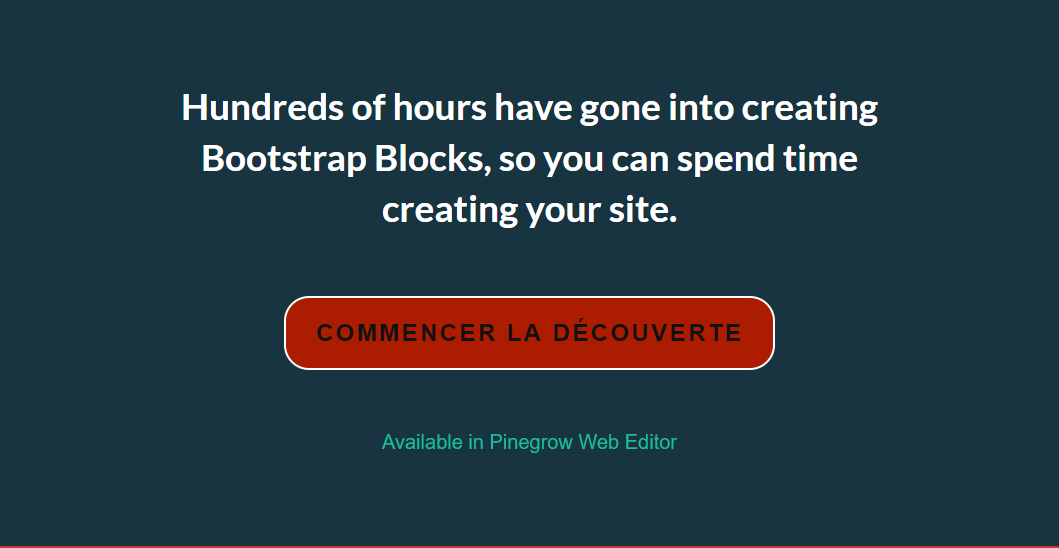 Hundreds of hours have gone into creating
Bootstrap Blocks, so you can spend time
creating your site.
COMMENCER LA DÉCOUVERTE
Available in Pinegrow Web Editor